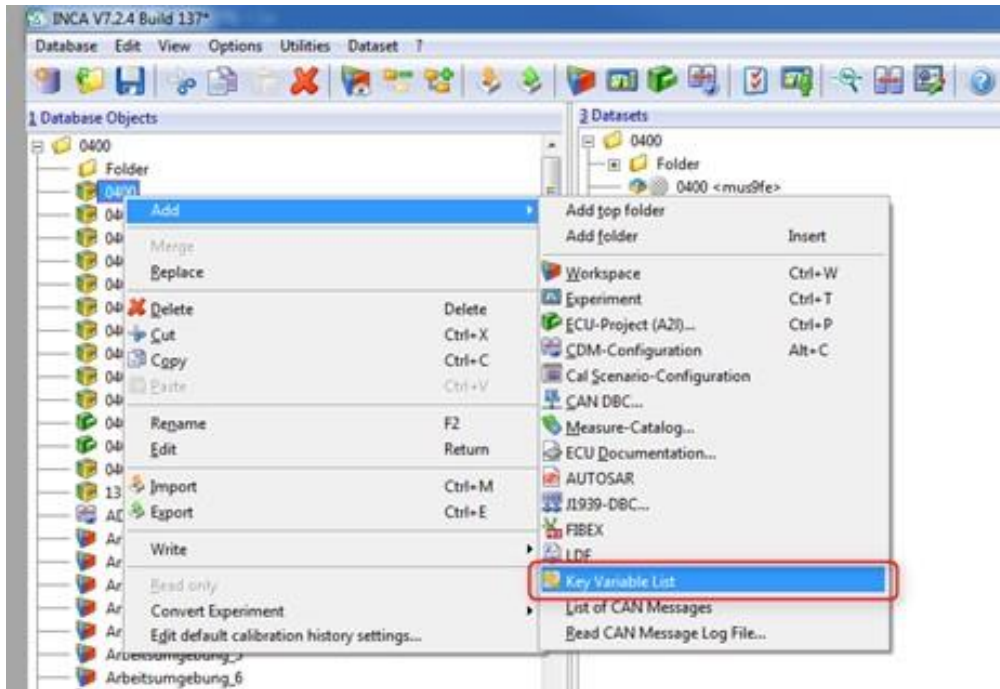 INCA V7.2.4 Build 137*
Database Edit View Options Utilities Dataset ?
1 Database Objects
3 Datasets
0400
Folder
0400
0400
Folder
0400 <mus9fe>
Add
Merge
Replace
Delete Delete
Cut Ctrl+X
Copy Ctrl+C
Paste Ctrl+V
Rename F2
Edit Return
Import Ctrl+M
Export Ctrl+E
Write
Read only
Convert Experiment
Edit default calibration history settings...
Add top folder
Add folder Insert
Workspace Ctrl+W
Experiment Ctrl+T
ECU-Project (A2l)... Ctrl+P
CDM-Configuration Alt+C
Cal Scenario-Configuration
CAN DBC...
Measure-Catalog...
ECU Documentation...
AUTOSAR
J1939-DBC...
FIBEX
LDF
Key Variable List
List of CAN Messages
Read CAN Message Log File...
Arbeitsumgebung_6